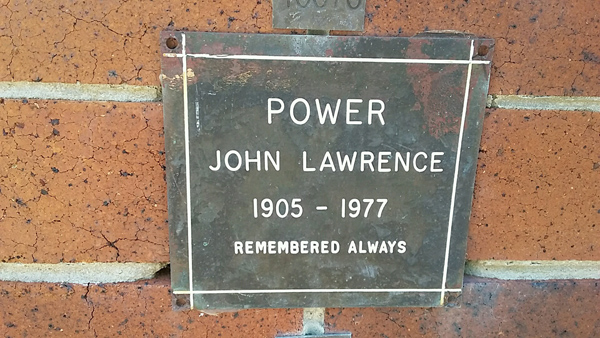 POWER
JOHN LAWRENCE
1905 - 1977
REMEMBERED ALWAYS